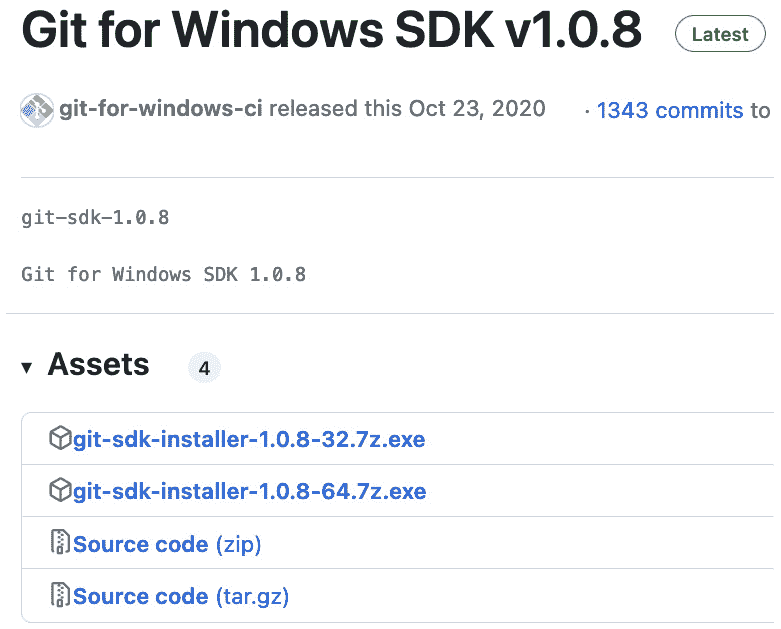 Git for Windows SDK v1.0.8 Latest
git-for-windows-ci released this Oct 23, 2020 · 1343 commits to
git-sdk-1.0.8
Git for Windows SDK 1.0.8
▾ Assets 4
git-sdk-installer-1.0.8-32.7z.exe
git-sdk-installer-1.0.8-64.7z.exe
Source code (zip)
Source code (tar.gz)